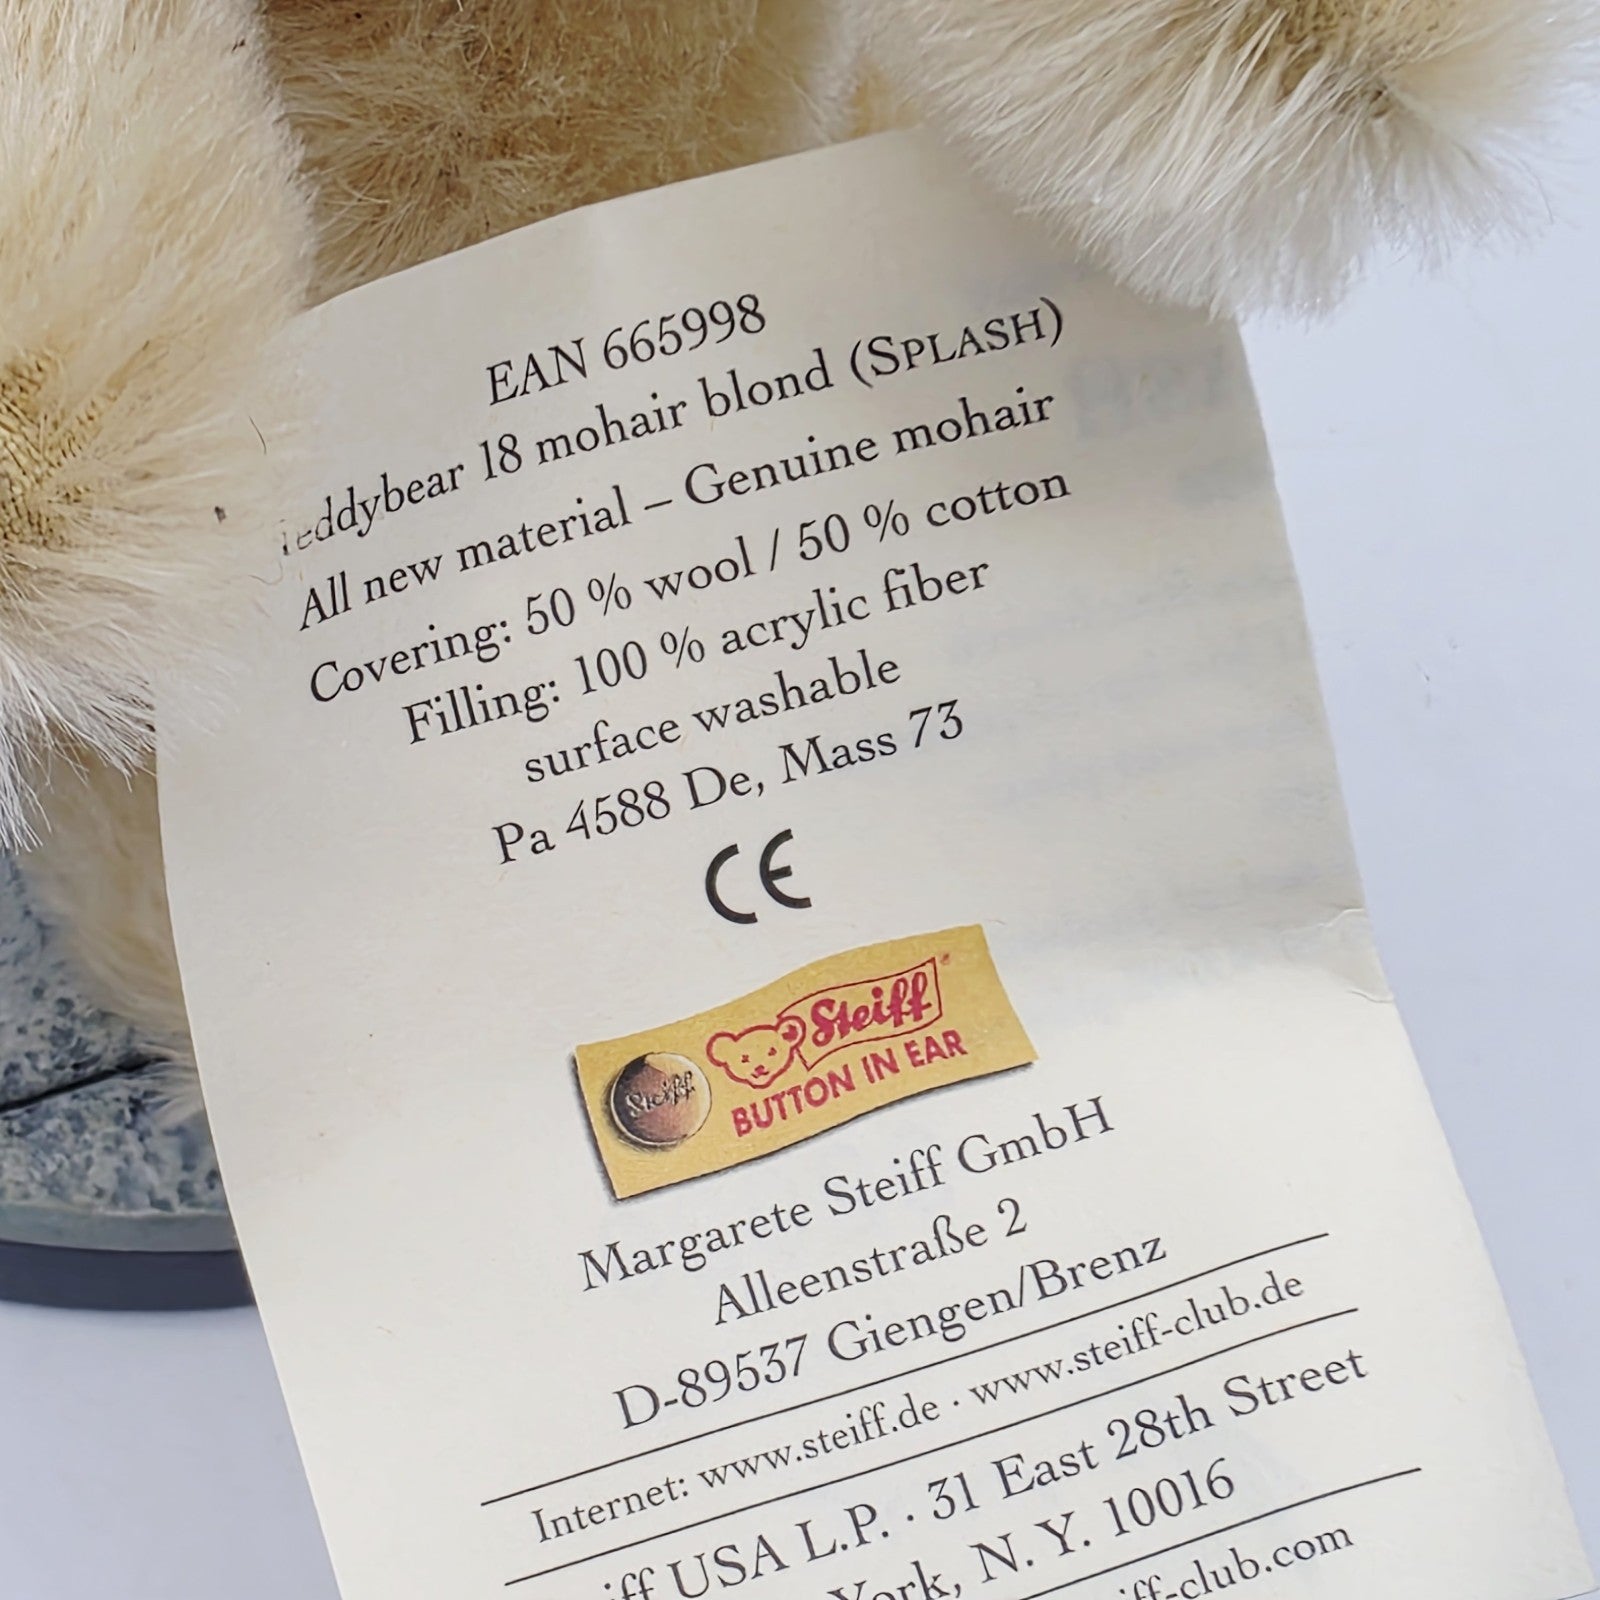 EAN 665998
Teddybear 18 mohair blond (SPLASH)
All new material – Genuine mohair
Covering: 50 % wool / 50 % cotton
Filling: 100 % acrylic fiber
surface washable
Pa 4588 De, Mass 73
CE
Steiff
Steiff®
BUTTON IN EAR
Margarete Steiff GmbH
Alleenstraße 2
D-89537 Giengen/Brenz
Internet: www.steiff.de · www.steiff-club.de
USA L.P. · 31 East 28th Street
York, N. Y. 10016